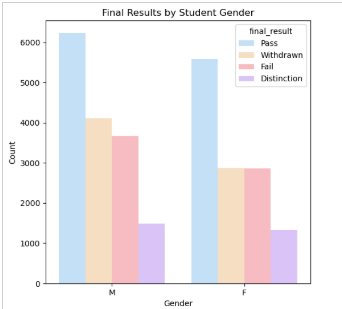 Final Results by Student Gender
final_result
Pass
Withdrawn
Fail
Distinction
6000
5000
4000
3000
2000
1000
0
Count
M
F
Gender